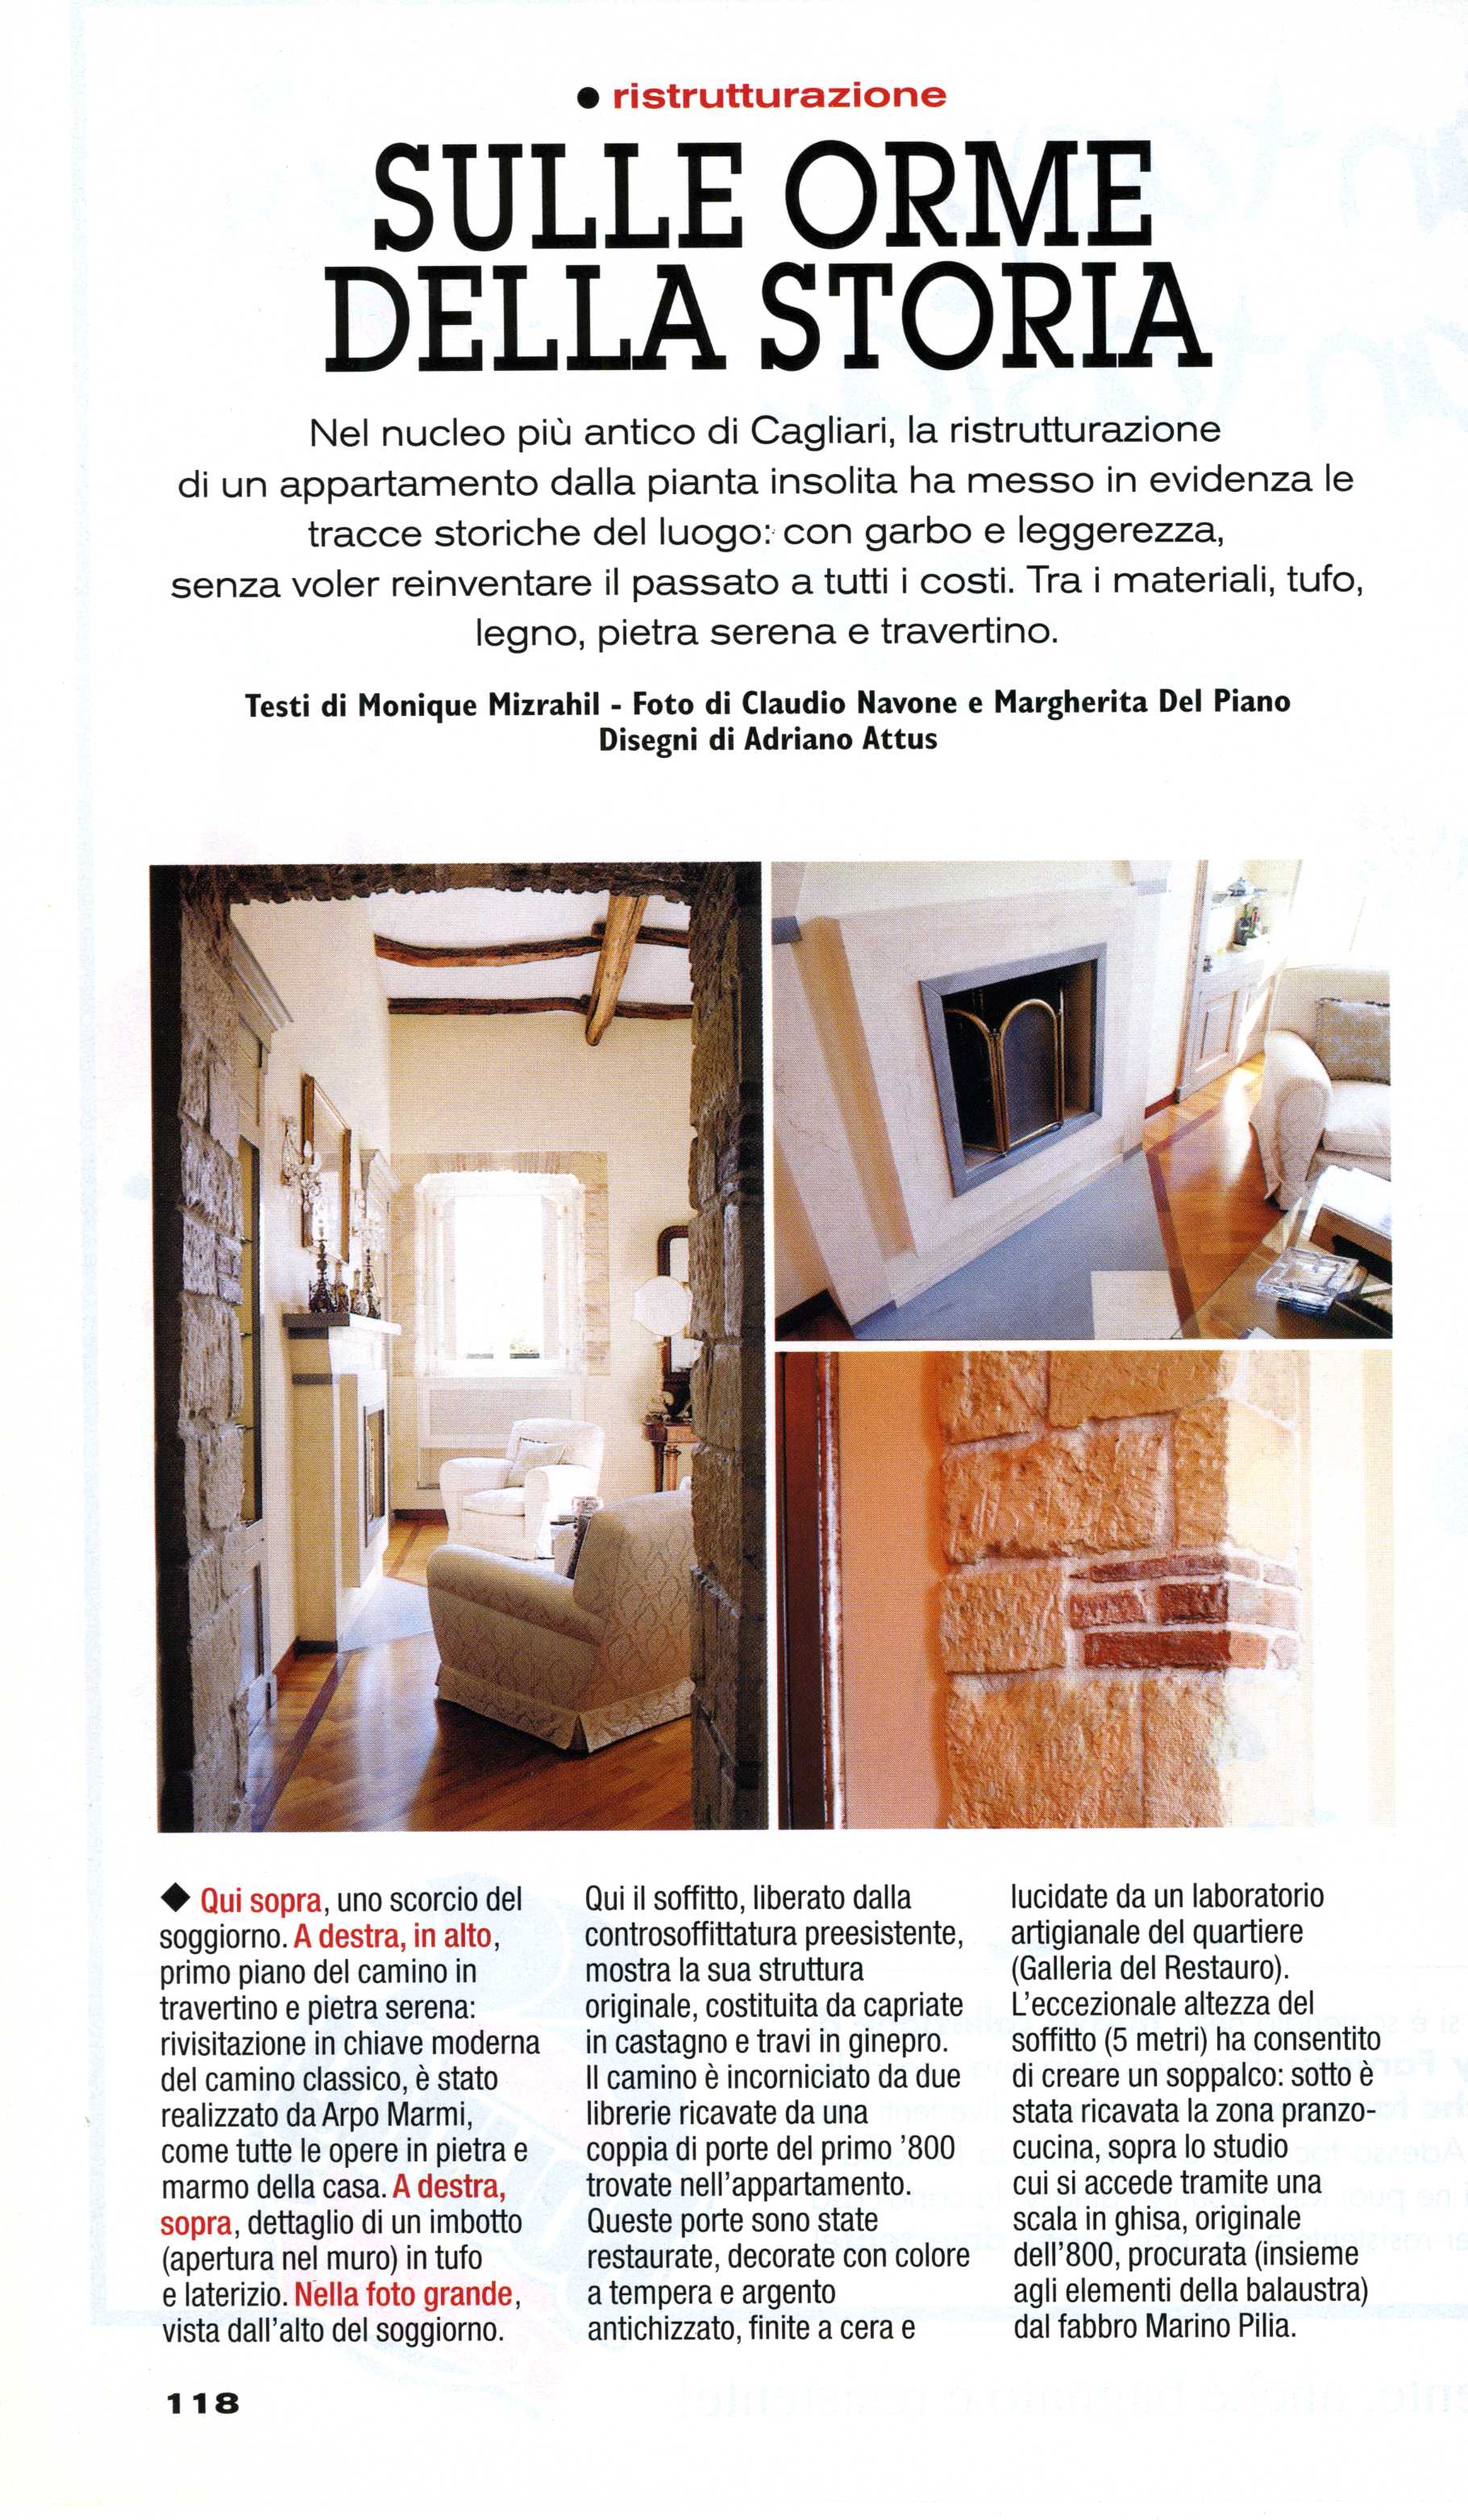 ● ristrutturazione
SULLE ORME
DELLA STORIA
Nel nucleo più antico di Cagliari, la ristrutturazione
di un appartamento dalla pianta insolita ha messo in evidenza le
tracce storiche del luogo: con garbo e leggerezza,
senza voler reinventare il passato a tutti i costi. Tra i materiali, tufo,
legno, pietra serena e travertino.
Testi di Monique Mizrahil - Foto di Claudio Navone e Margherita Del Piano
Disegni di Adriano Attus
◆ Qui sopra, uno scorcio del
soggiorno. A destra, in alto,
primo piano del camino in
travertino e pietra serena:
rivisitazione in chiave moderna
del camino classico, è stato
realizzato da Arpo Marmi,
come tutte le opere in pietra e
marmo della casa. A destra,
sopra, dettaglio di un imbotto
(apertura nel muro) in tufo
e laterizio. Nella foto grande,
vista dall'alto del soggiorno.
Qui il soffitto, liberato dalla
controsoffittatura preesistente,
mostra la sua struttura
originale, costituita da capriate
in castagno e travi in ginepro.
Il camino è incorniciato da due
librerie ricavate da una
coppia di porte del primo '800
trovate nell'appartamento.
Queste porte sono state
restaurate, decorate con colore
a tempera e argento
antichizzato, finite a cera e
lucidate da un laboratorio
artigianale del quartiere
(Galleria del Restauro).
L'eccezionale altezza del
soffitto (5 metri) ha consentito
di creare un soppalco: sotto è
stata ricavata la zona pranzo-
cucina, sopra lo studio
cui si accede tramite una
scala in ghisa, originale
dell'800, procurata (insieme
agli elementi della balaustra)
dal fabbro Marino Pilia.
118